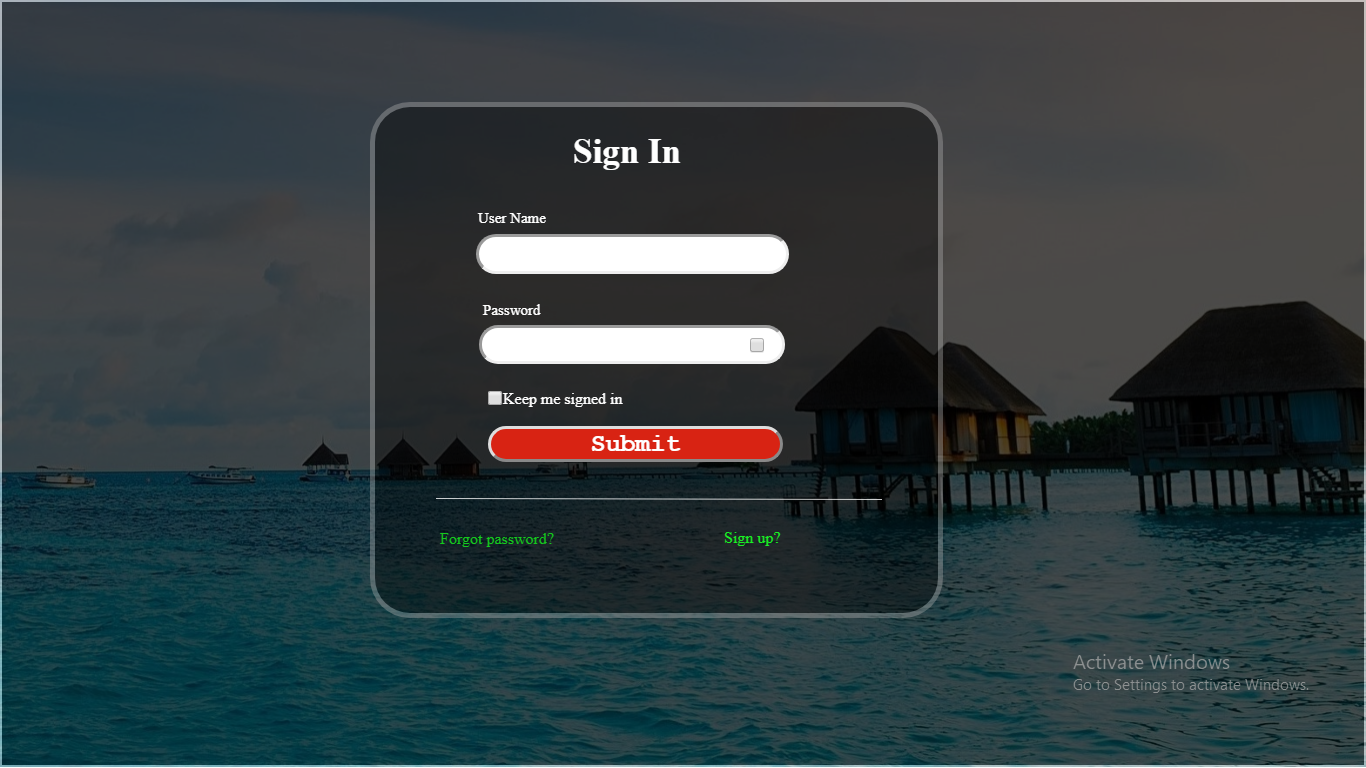 Sign In
User Name
Password
Keep me signed in
Submit
Forgot password?
Sign up?
Activate Windows
Go to Settings to activate Windows.